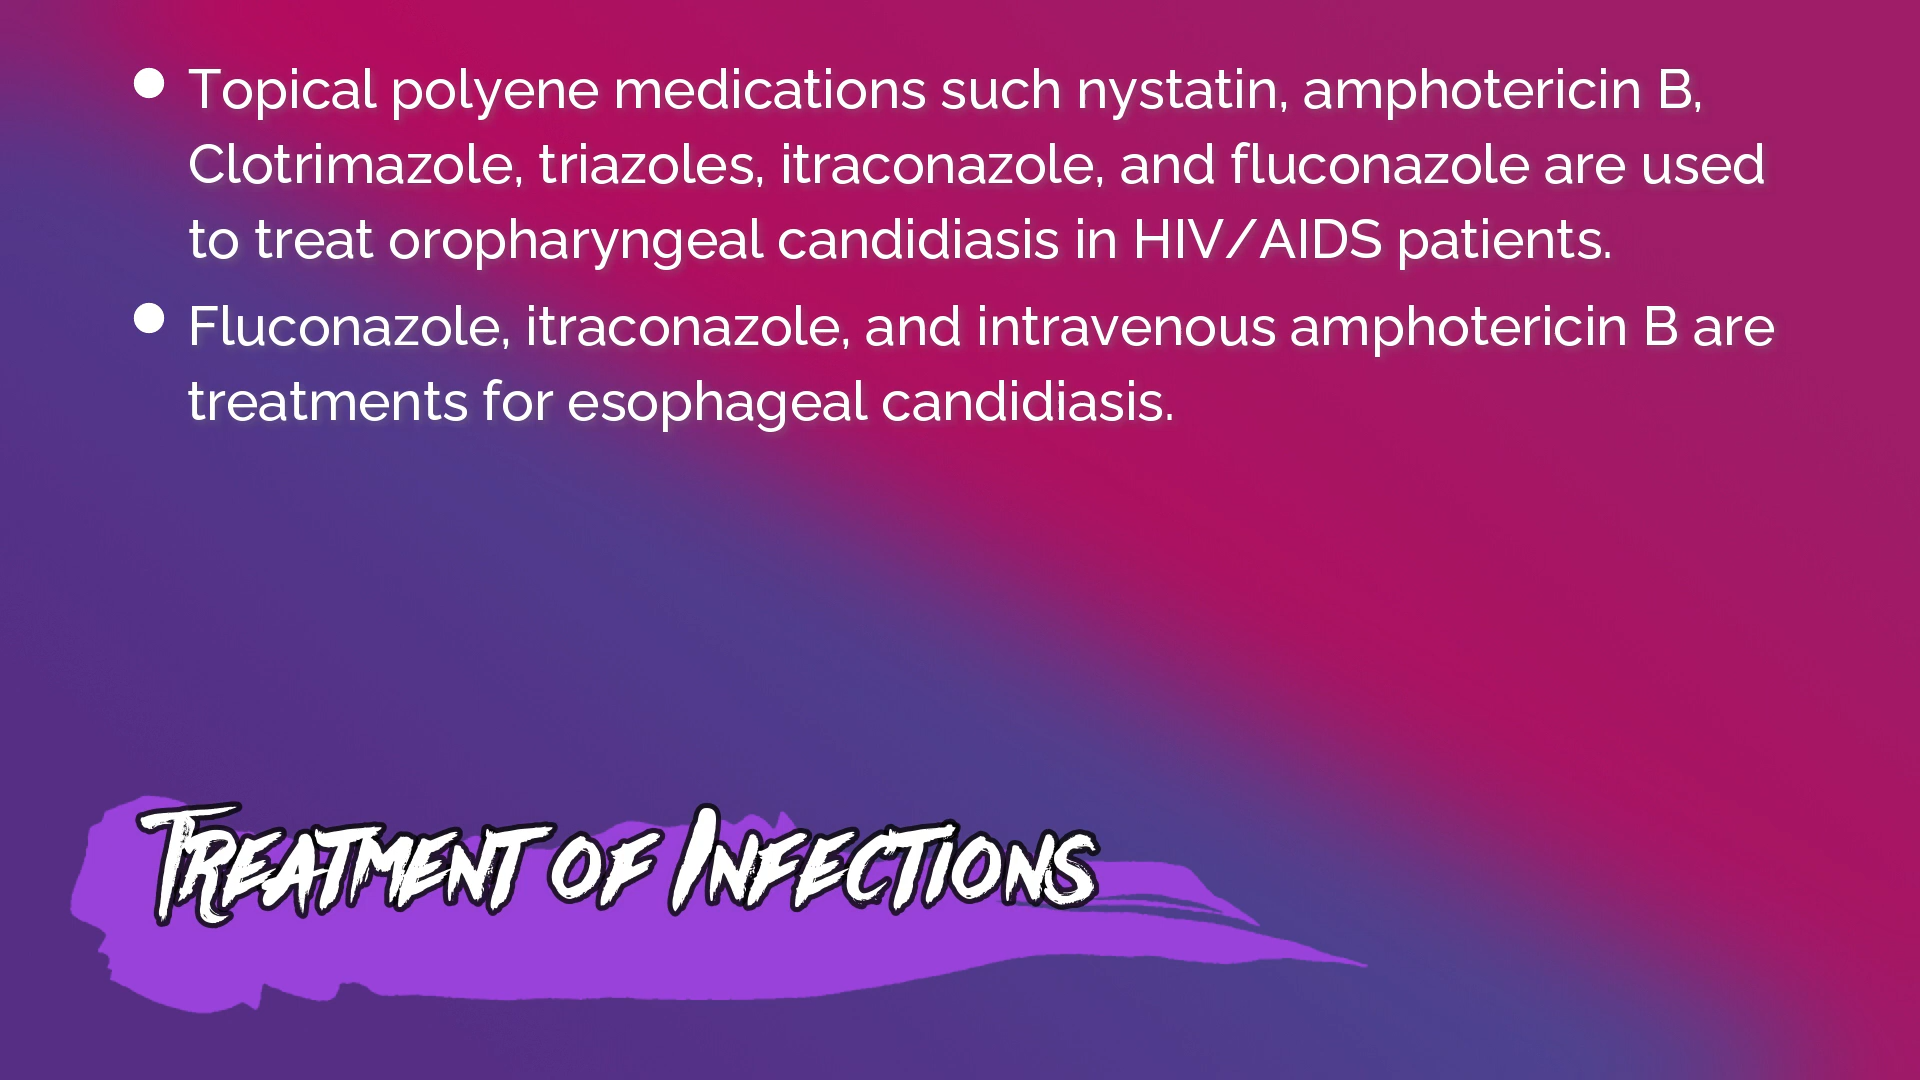 Topical polyene medications such nystatin, amphotericin B,
Clotrimazole, triazoles, itraconazole, and fluconazole are used
to treat oropharyngeal candidiasis in HIV/AIDS patients.
Fluconazole, itraconazole, and intravenous amphotericin B are
treatments for esophageal candidiasis.
Treatment of Infections